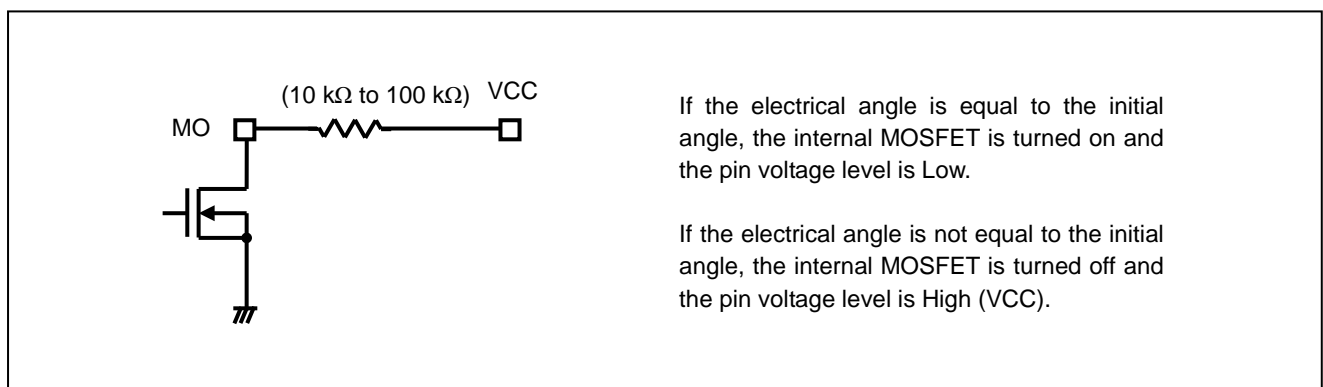 (10 kΩ to 100 kΩ) VCC
MO
If the electrical angle is equal to the initial
angle, the internal MOSFET is turned on and
the pin voltage level is Low.
If the electrical angle is not equal to the initial
angle, the internal MOSFET is turned off and
the pin voltage level is High (VCC).